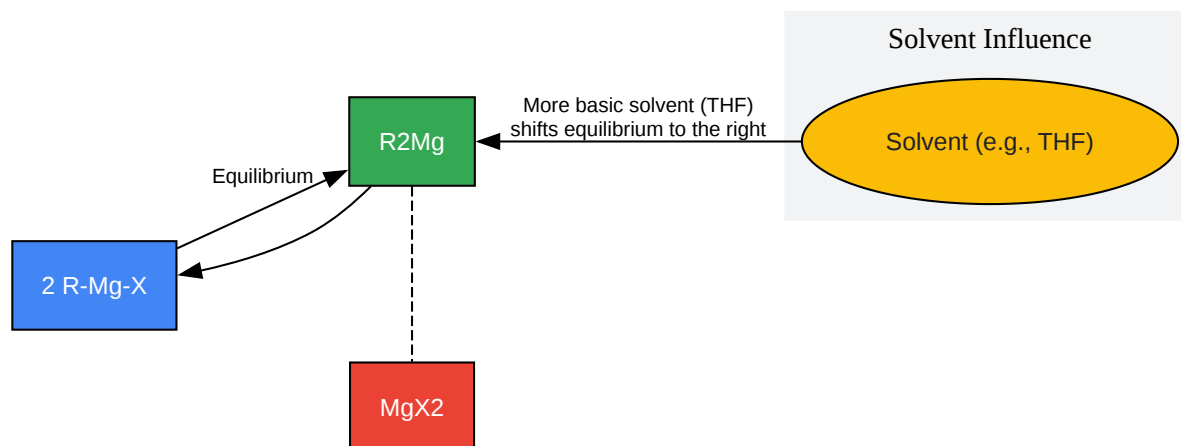 Solvent Influence
More basic solvent (THF)
shifts equilibrium to the right
Solvent (e.g., THF)
R2Mg
Equilibrium
2 R-Mg-X
MgX2